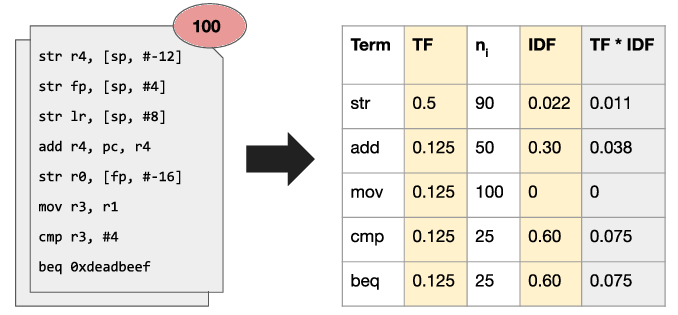 100
str r4, [sp, #-12]
str fp, [sp, #4]
str lr, [sp, #8]
add r4, pc, r4
str r0, [fp, #-16]
mov r3, r1
cmp r3, #4
beq 0xdeadbeef
Term TF ni IDF TF * IDF
str 0.5 90 0.022 0.011
add 0.125 50 0.30 0.038
mov 0.125 100 0 0
cmp 0.125 25 0.60 0.075
beq 0.125 25 0.60 0.075